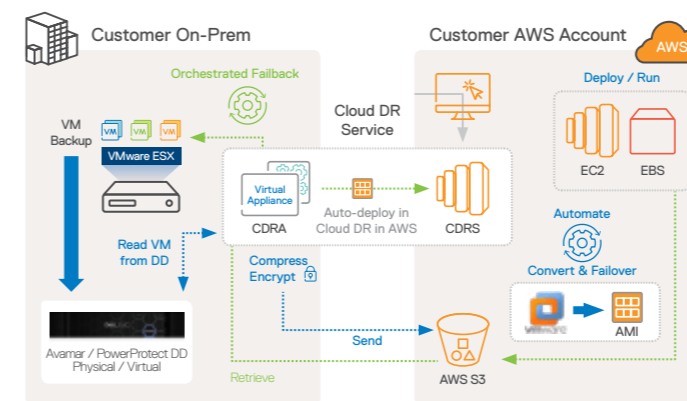 Customer On-Prem
Customer AWS Account
AWS
Orchestrated Failback
Deploy / Run
VM
Backup
VM
VM
VM
VMware ESX
Cloud DR
Service
EC2
EBS
Virtual
Appliance
CDRA
Auto-deploy in
Cloud DR in AWS
CDRS
Automate
Convert & Failover
Read VM
from DD
Compress
Encrypt
vmware
AMI
Avamar / PowerProtect DD
Physical / Virtual
Send
Retrieve
AWS S3